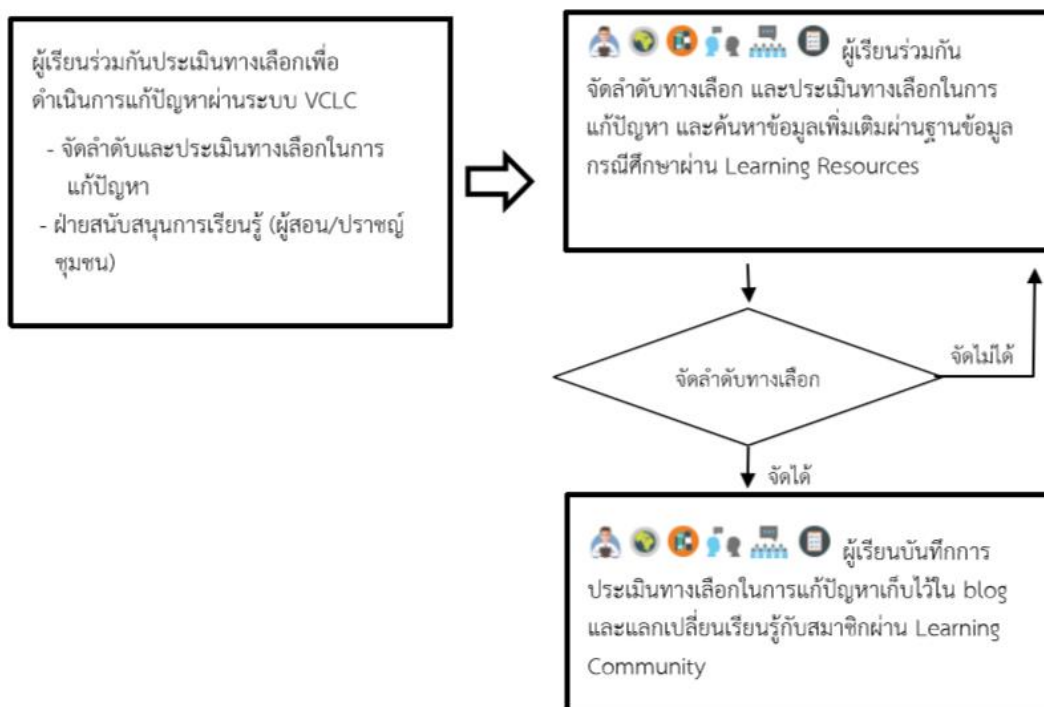 ผู้เรียนร่วมกันประเมินทางเลือกเพื่อ
ดำเนินการแก้ปัญหาผ่านระบบ VCLC
- จัดลำดับและประเมินทางเลือกในการ
แก้ปัญหา
- ฝ่ายสนับสนุนการเรียนรู้ (ผู้สอน/ปราชญ์
ชุมชน)
ผู้เรียนร่วมกัน
จัดลำดับทางเลือก และประเมินทางเลือกในการ
แก้ปัญหา และค้นหาข้อมูลเพิ่มเติมผ่านฐานข้อมูล
กรณีศึกษาผ่าน Learning Resources
จัดลำดับทางเลือก
จัดไม่ได้
จัดได้
ผู้เรียนบันทึกการ
ประเมินทางเลือกในการแก้ปัญหาเก็บไว้ใน blog
และแลกเปลี่ยนเรียนรู้กับสมาชิกผ่าน Learning
Community